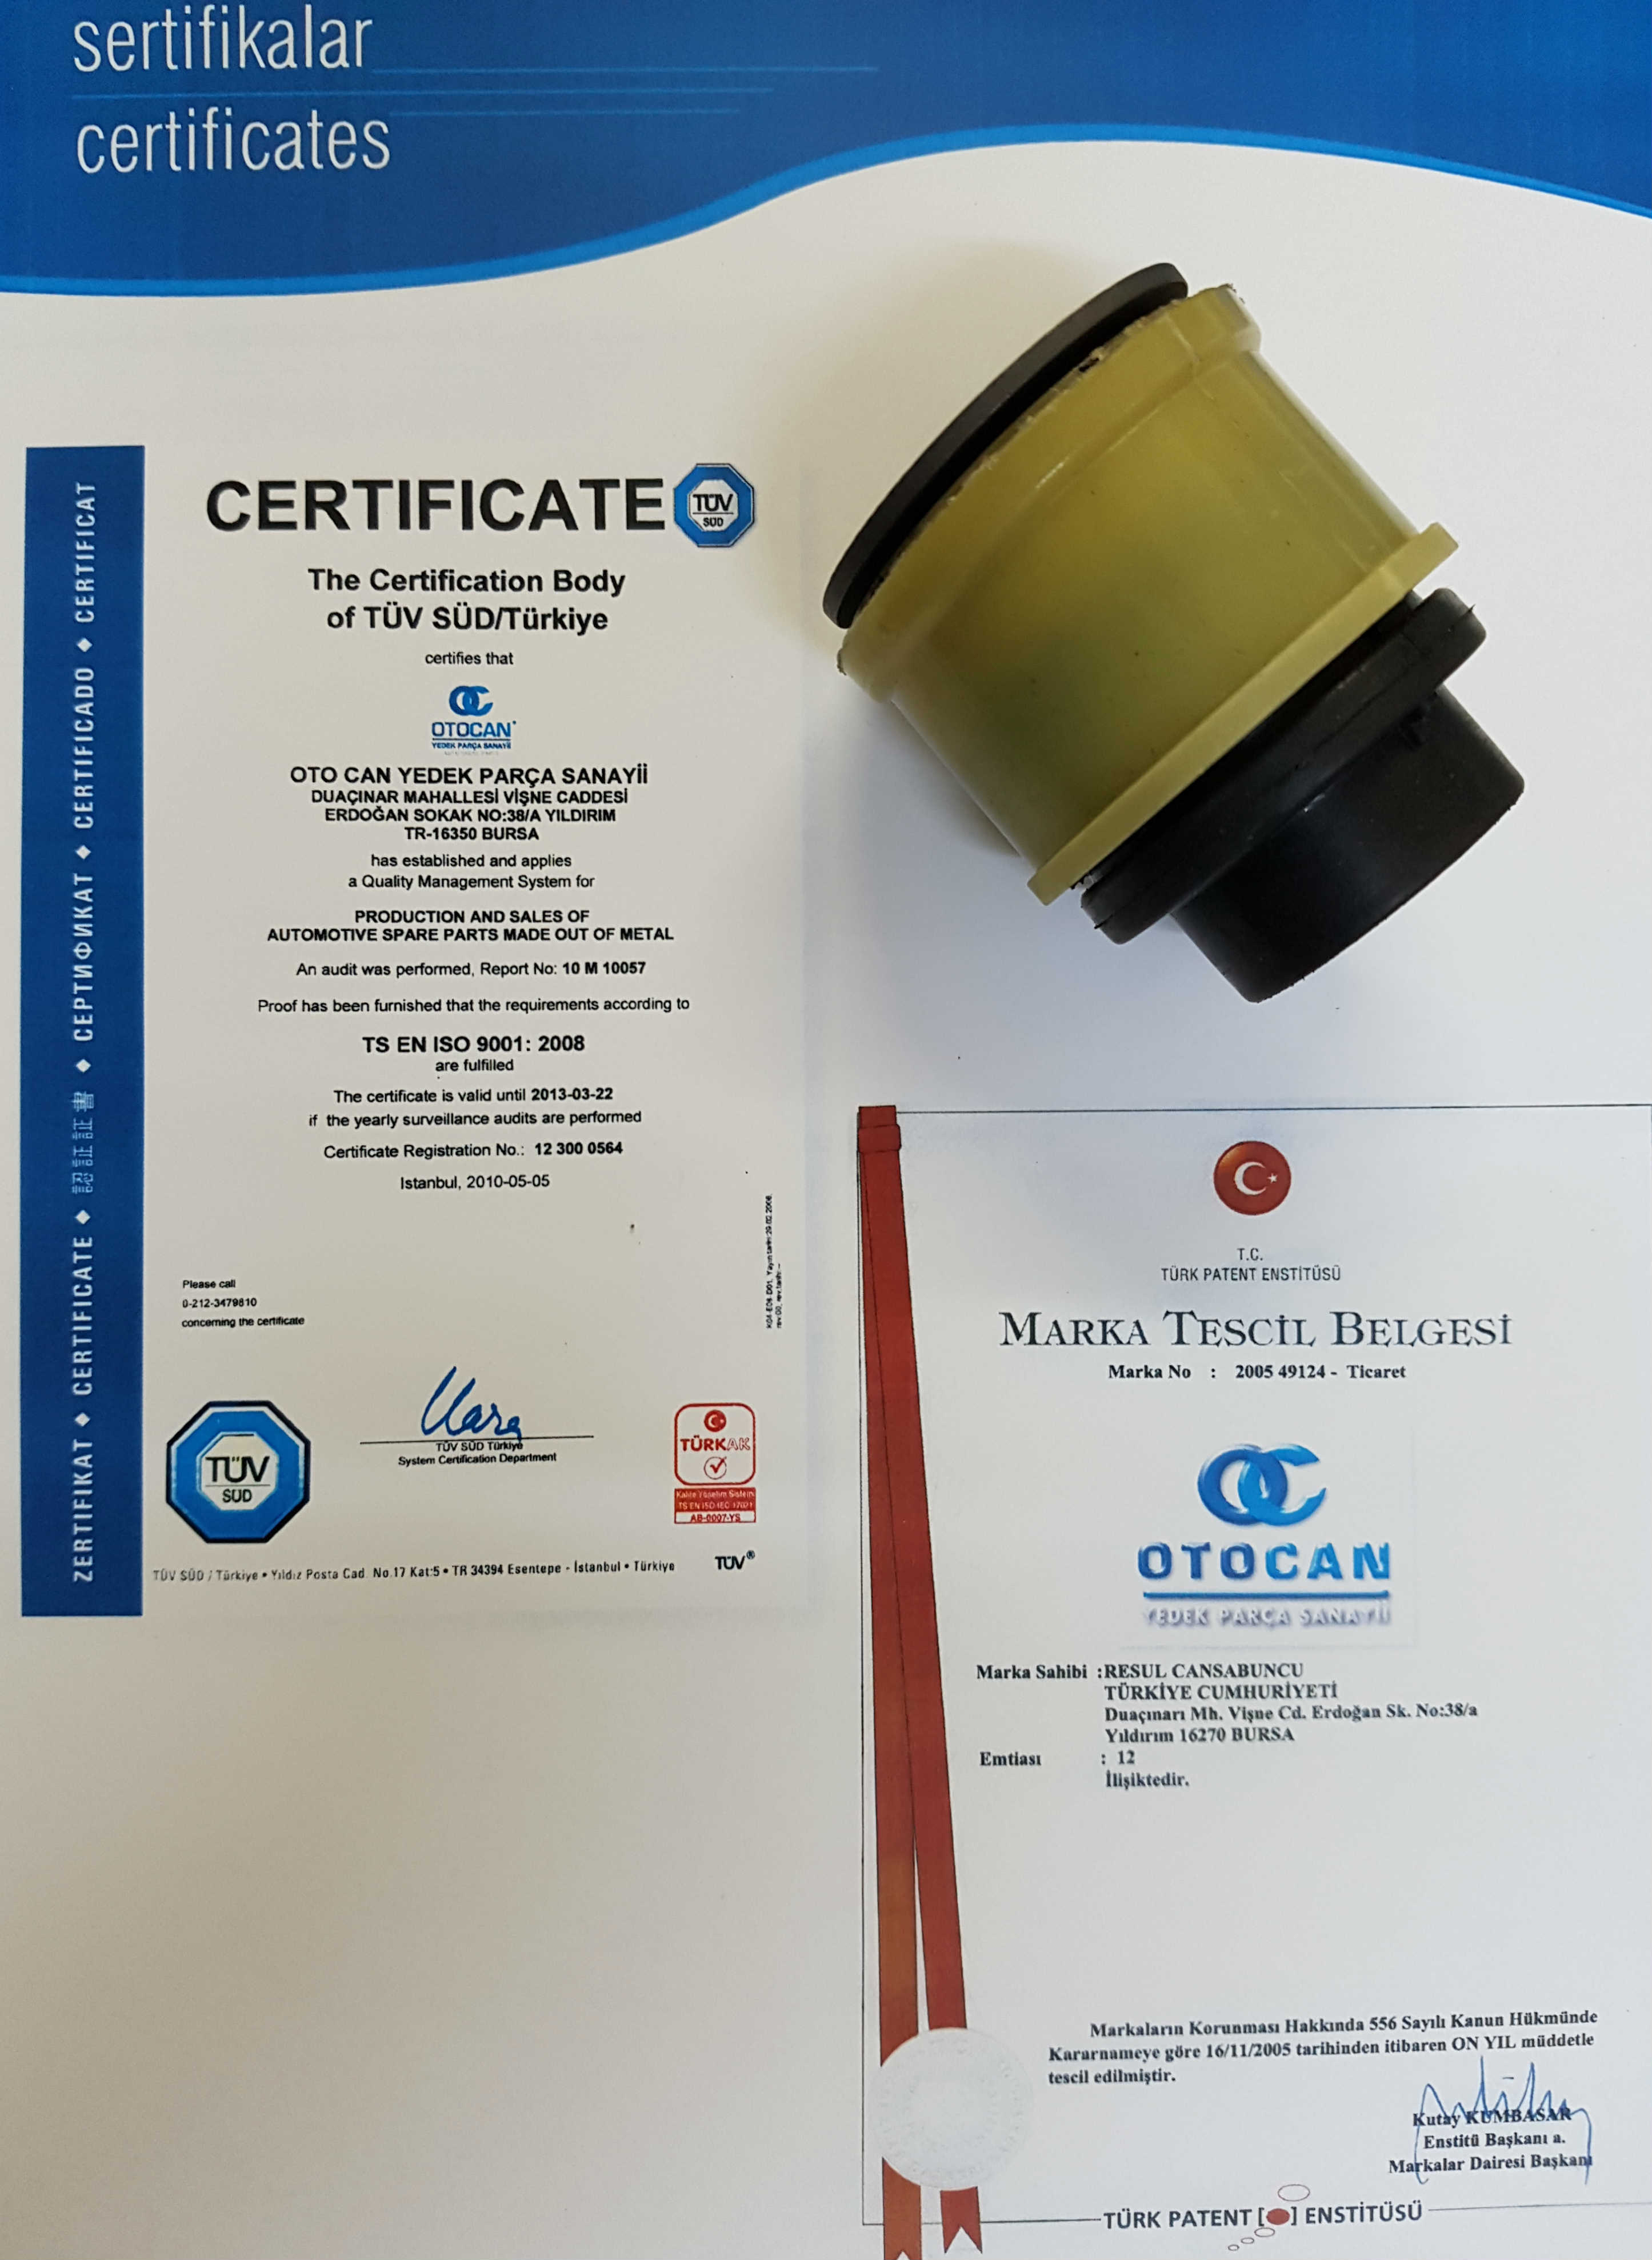 sertifikalar
certificates
ZERTIFIKAT ◆ CERTIFICATE ◆ 認証証書 ◆ СЕРТИФИКАТ ◆ CERTIFICADO ◆ CERTIFICAT
CERTIFICATE
TÜV
SÜD
The Certification Body
of TÜV SÜD/Türkiye
certifies that
OTOCAN
YEDEK PARÇA SANAYİİ
OTO CAN YEDEK PARÇA SANAYİİ
DUAÇINAR MAHALLESİ VİŞNE CADDESİ
ERDOĞAN SOKAK NO:38/A YILDIRIM
TR-16350 BURSA
has established and applies
a Quality Management System for
PRODUCTION AND SALES OF
AUTOMOTIVE SPARE PARTS MADE OUT OF METAL
An audit was performed, Report No: 10 M 10057
Proof has been furnished that the requirements according to
TS EN ISO 9001: 2008
are fulfilled
The certificate is valid until 2013-03-22
if the yearly surveillance audits are performed
Certificate Registration No.: 12 300 0564
Istanbul, 2010-05-05
Please call
0-212-3479810
concerning the certificate
TÜV SÜD Türkiye
System Certification Department
TÜV
SÜD
TÜRKAK
Kalite Yönetim Sistemi
TS EN ISO IEC 17021
AB-0007-YS
TÜV SÜD / Türkiye • Yıldız Posta Cad. No.17 Kat:5 • TR 34394 Esentepe - İstanbul • Türkiye
TÜV®
T.C.
TÜRK PATENT ENSTİTÜSÜ
MARKA TESCİL BELGESİ
Marka No : 2005 49124 - Ticaret
OTOCAN
YEDEK PARÇA SANAYİİ
Marka Sahibi :RESUL CANSABUNCU
TÜRKİYE CUMHURİYETİ
Duaçınarı Mh. Vişne Cd. Erdoğan Sk. No:38/a
Yıldırım 16270 BURSA
Emtiası : 12
İlişiktedir.
Markaların Korunması Hakkında 556 Sayılı Kanun Hükmünde
Kararnameye göre 16/11/2005 tarihinden itibaren ON YIL müddetle
tescil edilmiştir.
Kutay KUMBASAR
Enstitü Başkanı a.
Markalar Dairesi Başkanı
TÜRK PATENT [ ] ENSTİTÜSÜ